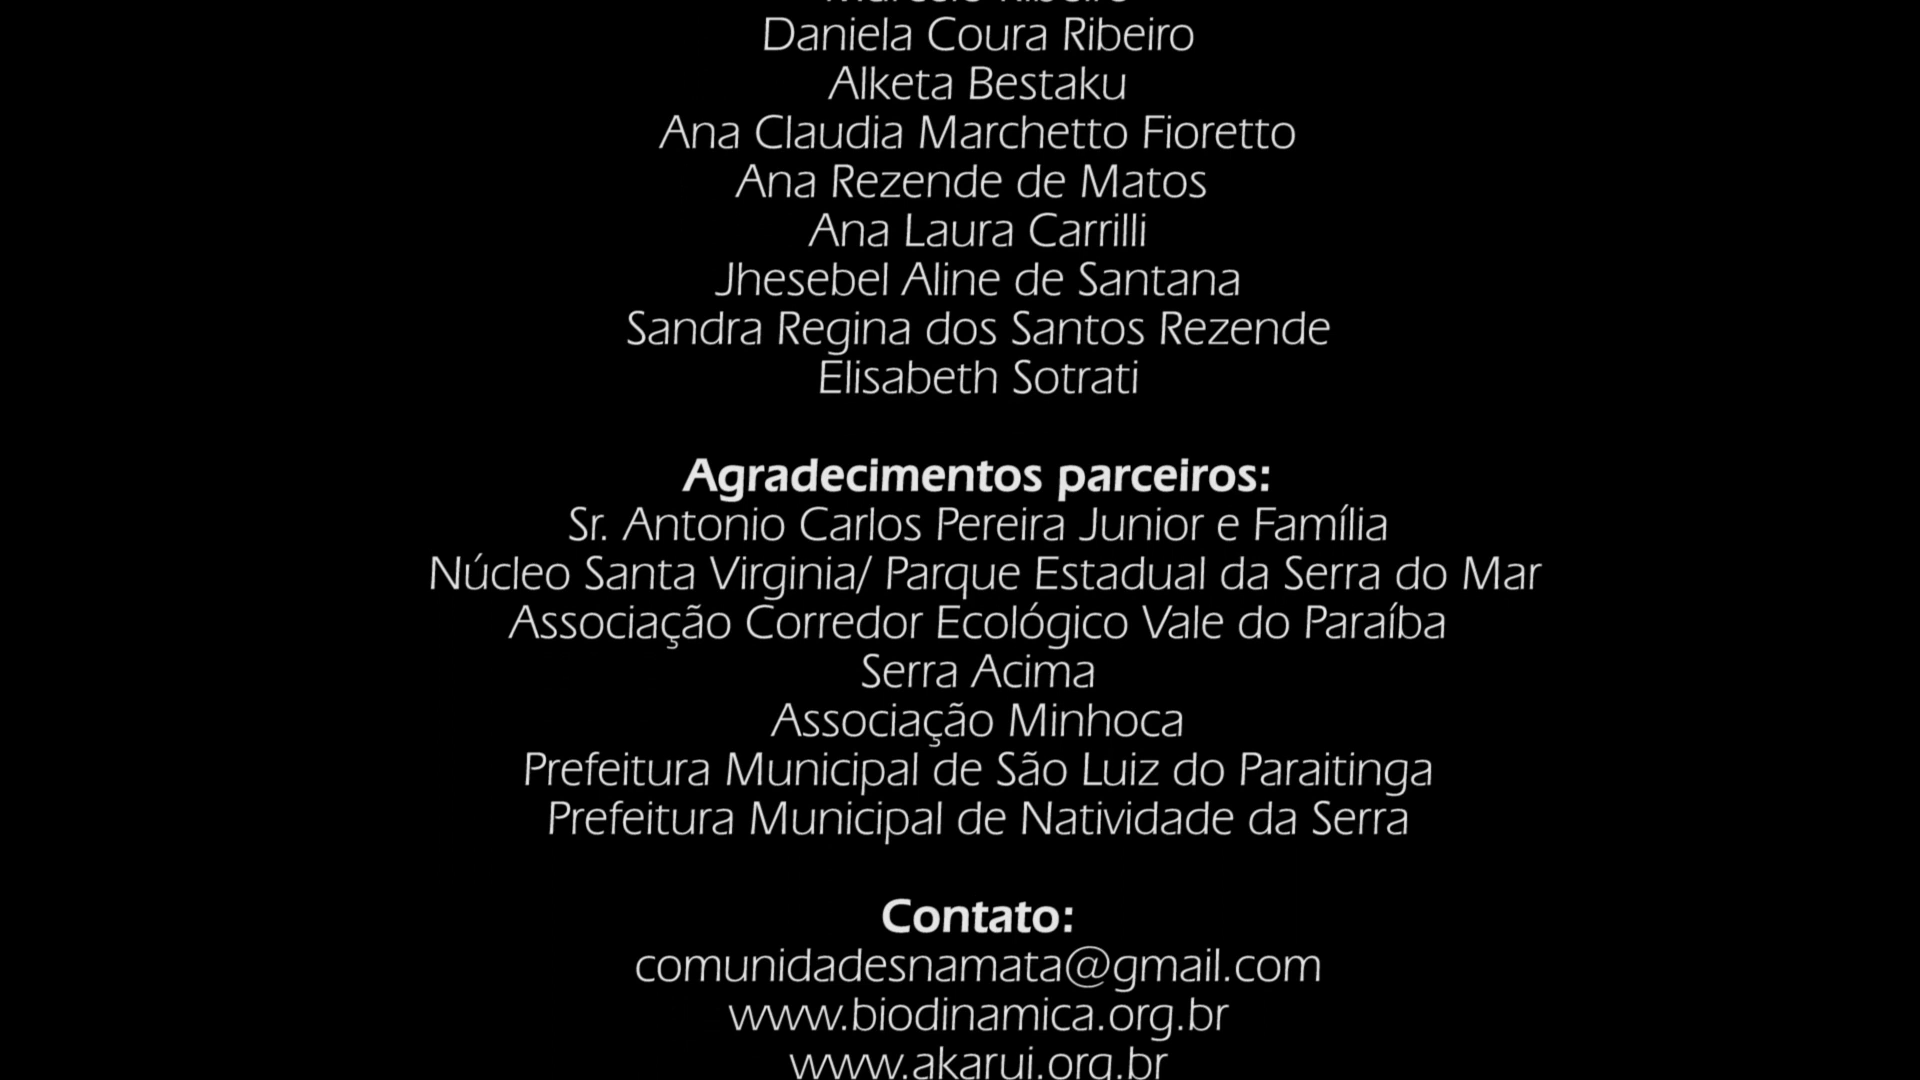 Daniela Coura Ribeiro
Alketa Bestaku
Ana Claudia Marchetto Fioretto
Ana Rezende de Matos
Ana Laura Carrilli
Jhesebel Aline de Santana
Sandra Regina dos Santos Rezende
Elisabeth Sotrati
Agradecimentos parceiros:
Sr. Antonio Carlos Pereira Junior e Família
Núcleo Santa Virginia/ Parque Estadual da Serra do Mar
Associação Corredor Ecológico Vale do Paraíba
Serra Acima
Associação Minhoca
Prefeitura Municipal de São Luiz do Paraitinga
Prefeitura Municipal de Natividade da Serra
Contato:
comunidadesnamata@gmail.com
www.biodinamica.org.br
www.akarui.org.br